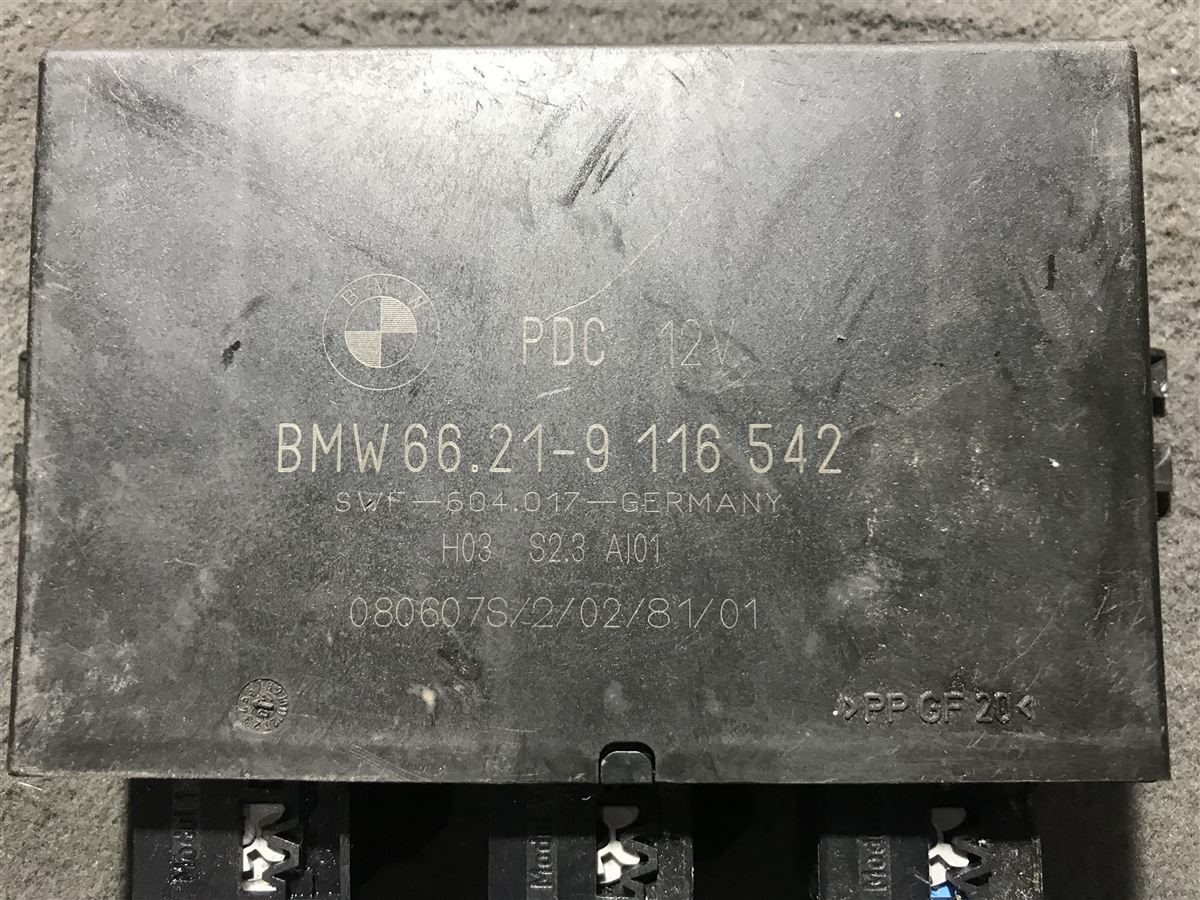 BMW
PDC 12V
BMW 66.21-9 116 542
SWF-604.017-GERMANY
H03 S2.3 AI01
080607S/2/02/81/01
>PP GF 20<